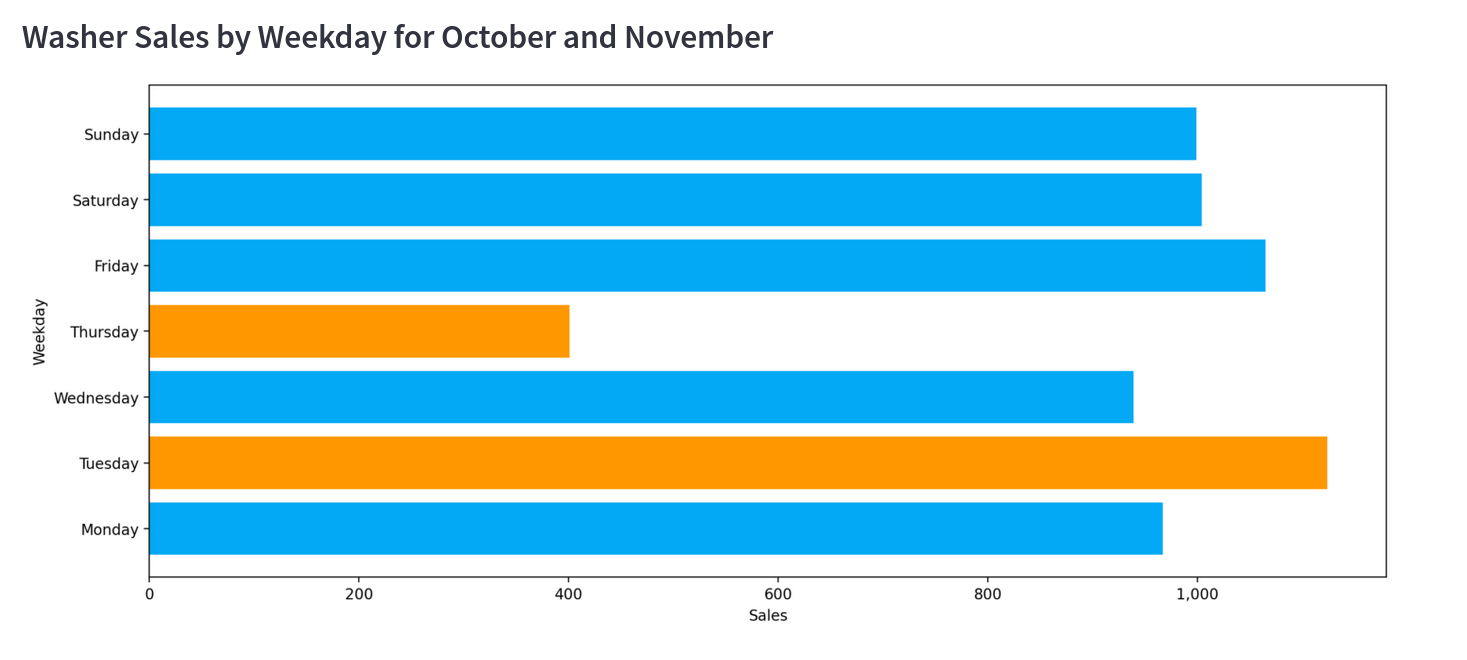 Washer Sales by Weekday for October and November
Sunday
Saturday
Friday
Thursday
Wednesday
Tuesday
Monday
Weekday
0 200 400 600 800 1,000
Sales